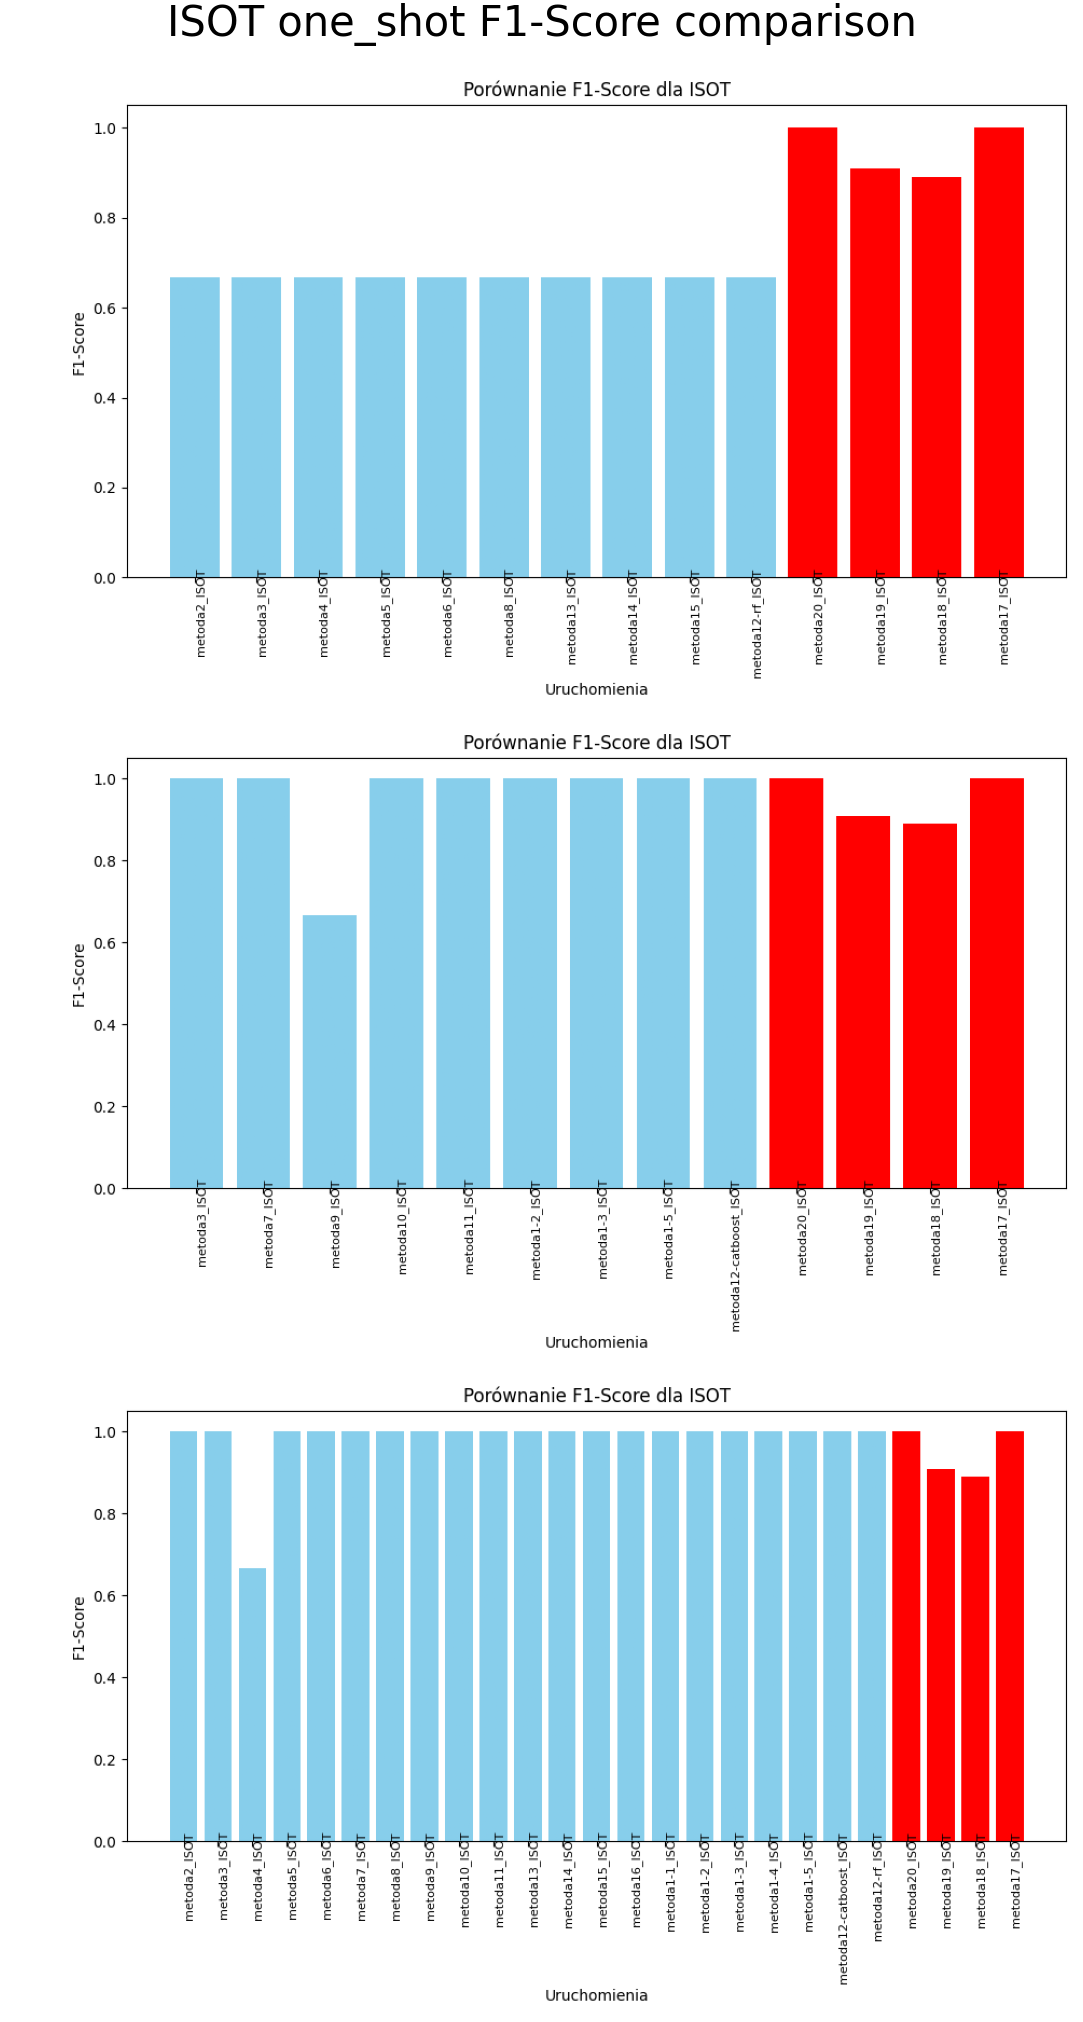 ISOT one_shot F1-Score comparison
Porównanie F1-Score dla ISOT
F1-Score
1.0
0.8
0.6
0.4
0.2
0.0
metoda2_ISOT
metoda3_ISOT
metoda4_ISOT
metoda5_ISOT
metoda6_ISOT
metoda8_ISOT
metoda13_ISOT
metoda14_ISOT
metoda15_ISOT
metoda12-rf_ISOT
metoda20_ISOT
metoda19_ISOT
metoda18_ISOT
metoda17_ISOT
Uruchomienia
Porównanie F1-Score dla ISOT
F1-Score
1.0
0.8
0.6
0.4
0.2
0.0
metoda3_ISOT
metoda7_ISOT
metoda9_ISOT
metoda10_ISOT
metoda11_ISOT
metoda1-2_ISOT
metoda1-3_ISOT
metoda1-5_ISOT
metoda12-catboost_ISOT
metoda20_ISOT
metoda19_ISOT
metoda18_ISOT
metoda17_ISOT
Uruchomienia
Porównanie F1-Score dla ISOT
F1-Score
1.0
0.8
0.6
0.4
0.2
0.0
metoda2_ISOT
metoda3_ISOT
metoda4_ISOT
metoda5_ISOT
metoda6_ISOT
metoda7_ISOT
metoda8_ISOT
metoda9_ISOT
metoda10_ISOT
metoda11_ISOT
metoda13_ISOT
metoda14_ISOT
metoda15_ISOT
metoda16_ISOT
metoda1-1_ISOT
metoda1-2_ISOT
metoda1-3_ISOT
metoda1-4_ISOT
metoda1-5_ISOT
metoda12-catboost_ISOT
metoda12-rf_ISOT
metoda20_ISOT
metoda19_ISOT
metoda18_ISOT
metoda17_ISOT
Uruchomienia